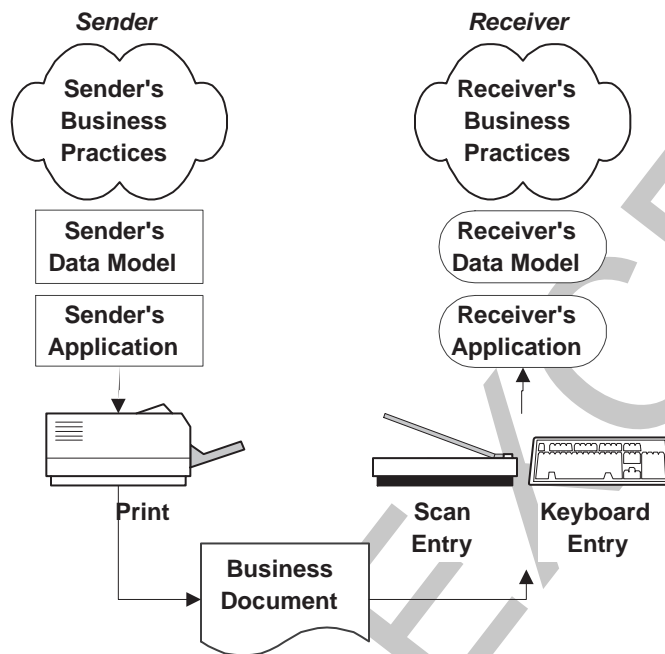 Sender
Receiver
Sender's
Business
Practices
Receiver's
Business
Practices
Sender's
Data Model
Receiver's
Data Model
Sender's
Application
Receiver's
Application
Print
Scan
Entry
Keyboard
Entry
Business
Document